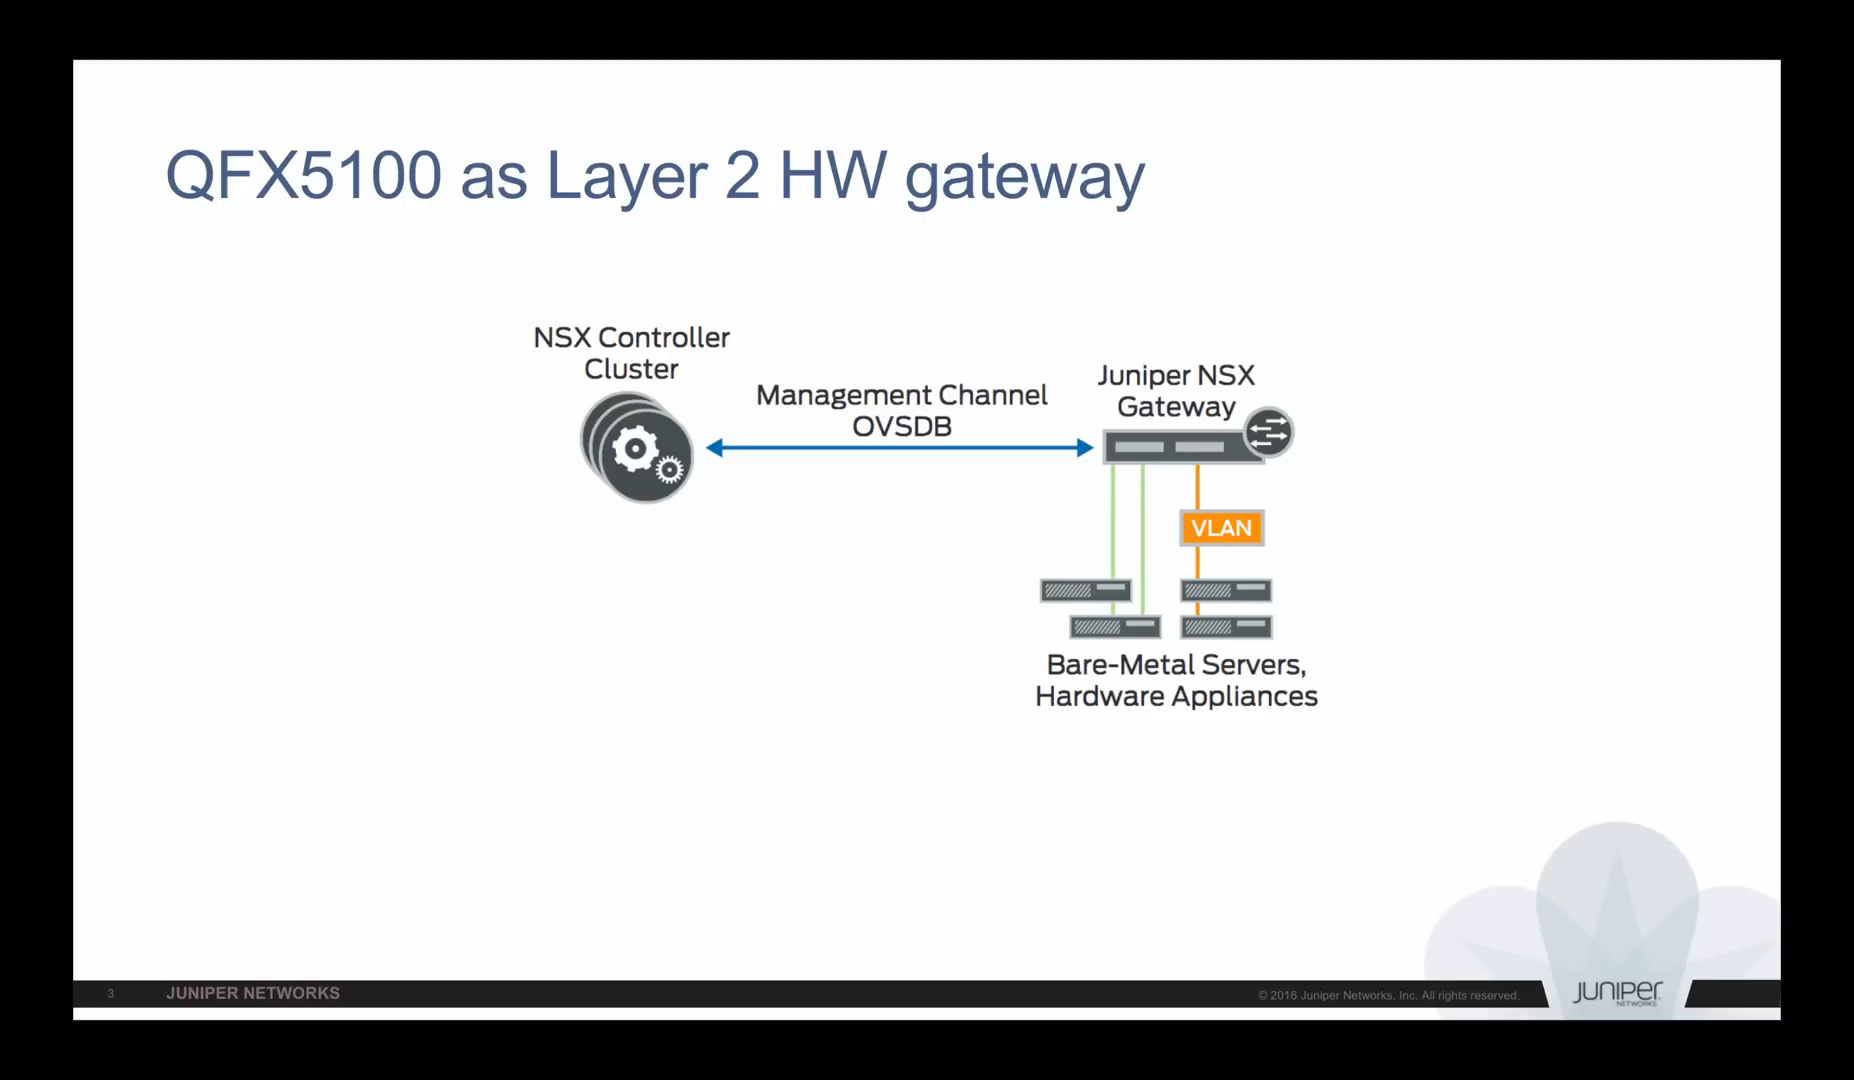 QFX5100 as Layer 2 HW gateway
NSX Controller
Cluster
Management Channel
OVSDB
Juniper NSX
Gateway
VLAN
Bare-Metal Servers,
Hardware Appliances
3
JUNIPER NETWORKS
© 2016 Juniper Networks, Inc. All rights reserved.
JUNIPER
NETWORKS